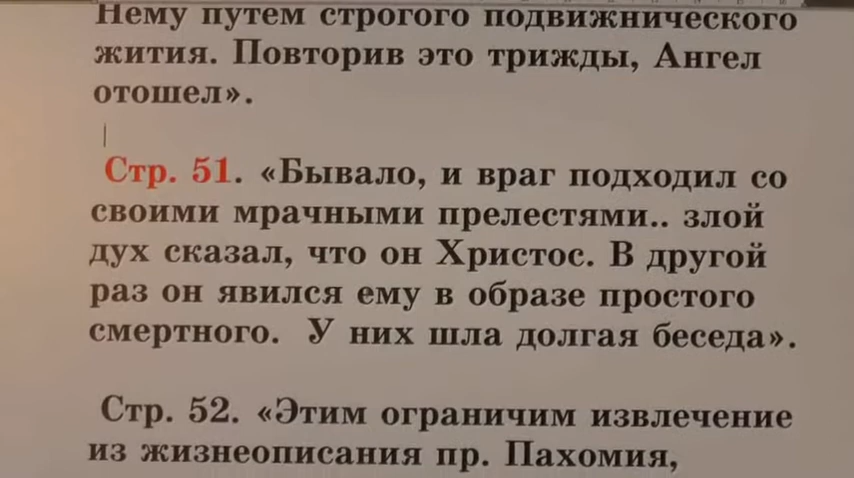 Нему путем строгого подвижнического
жития. Повторив это трижды, Ангел
отошел».
Стр. 51. «Бывало, и враг подходил со
своими мрачными прелестями.. злой
дух сказал, что он Христос. В другой
раз он явился ему в образе простого
смертного.  У них шла долгая беседа».
Стр. 52. «Этим ограничим извлечение
из жизнеописания пр. Пахомия,